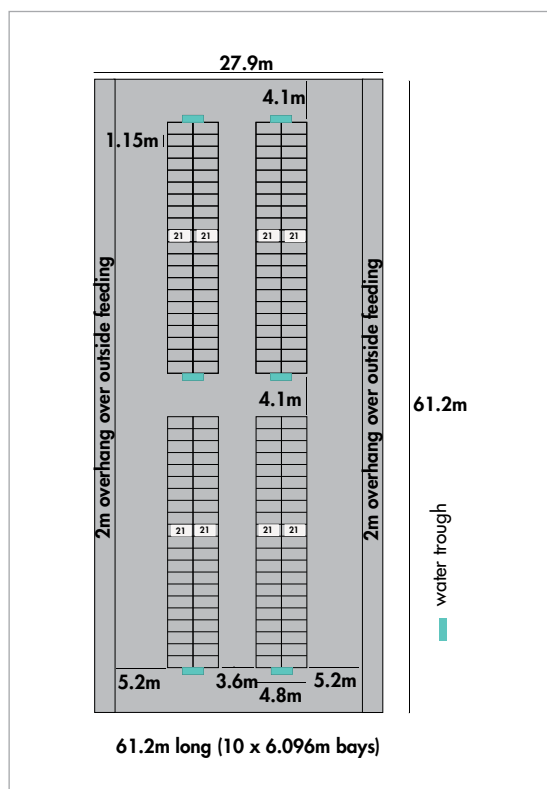 27.9m
4.1m
1.15m
21 21 21 21
2m overhang over outside feeding
2m overhang over outside feeding
4.1m
61.2m
21 21 21 21
water trough
5.2m 3.6m 5.2m
4.8m
61.2m long (10 x 6.096m bays)